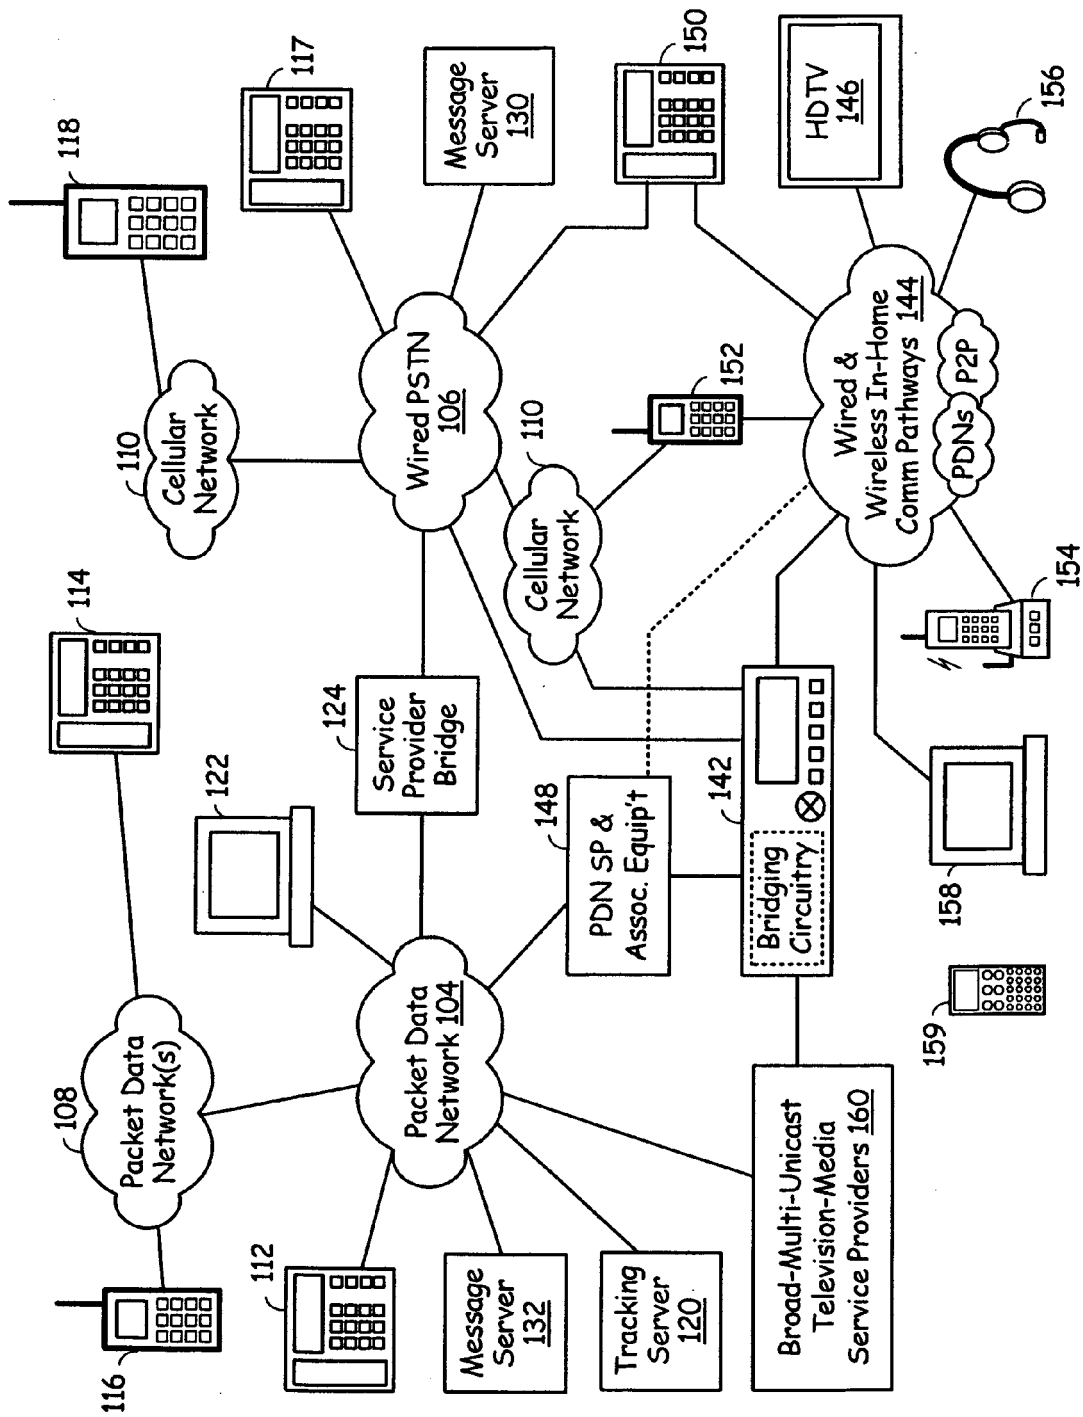 116
108
Packet Data
Network(s)
114
110
Cellular
Network
118
112
122
124
Service
Provider
Bridge
117
Packet Data
Network 104
Wired PSTN
106
Message
Server
132
Message
Server
130
Tracking
Server
120
148
PDN SP &
Assoc. Equip't
110
Cellular
Network
150
152
142
Bridging
Circuitry
Broad-Multi-Unicast
Television-Media
Service Providers 160
Wired &
Wireless In-Home
Comm Pathways 144
PDNs
P2P
HDTV
146
159
158
154
156